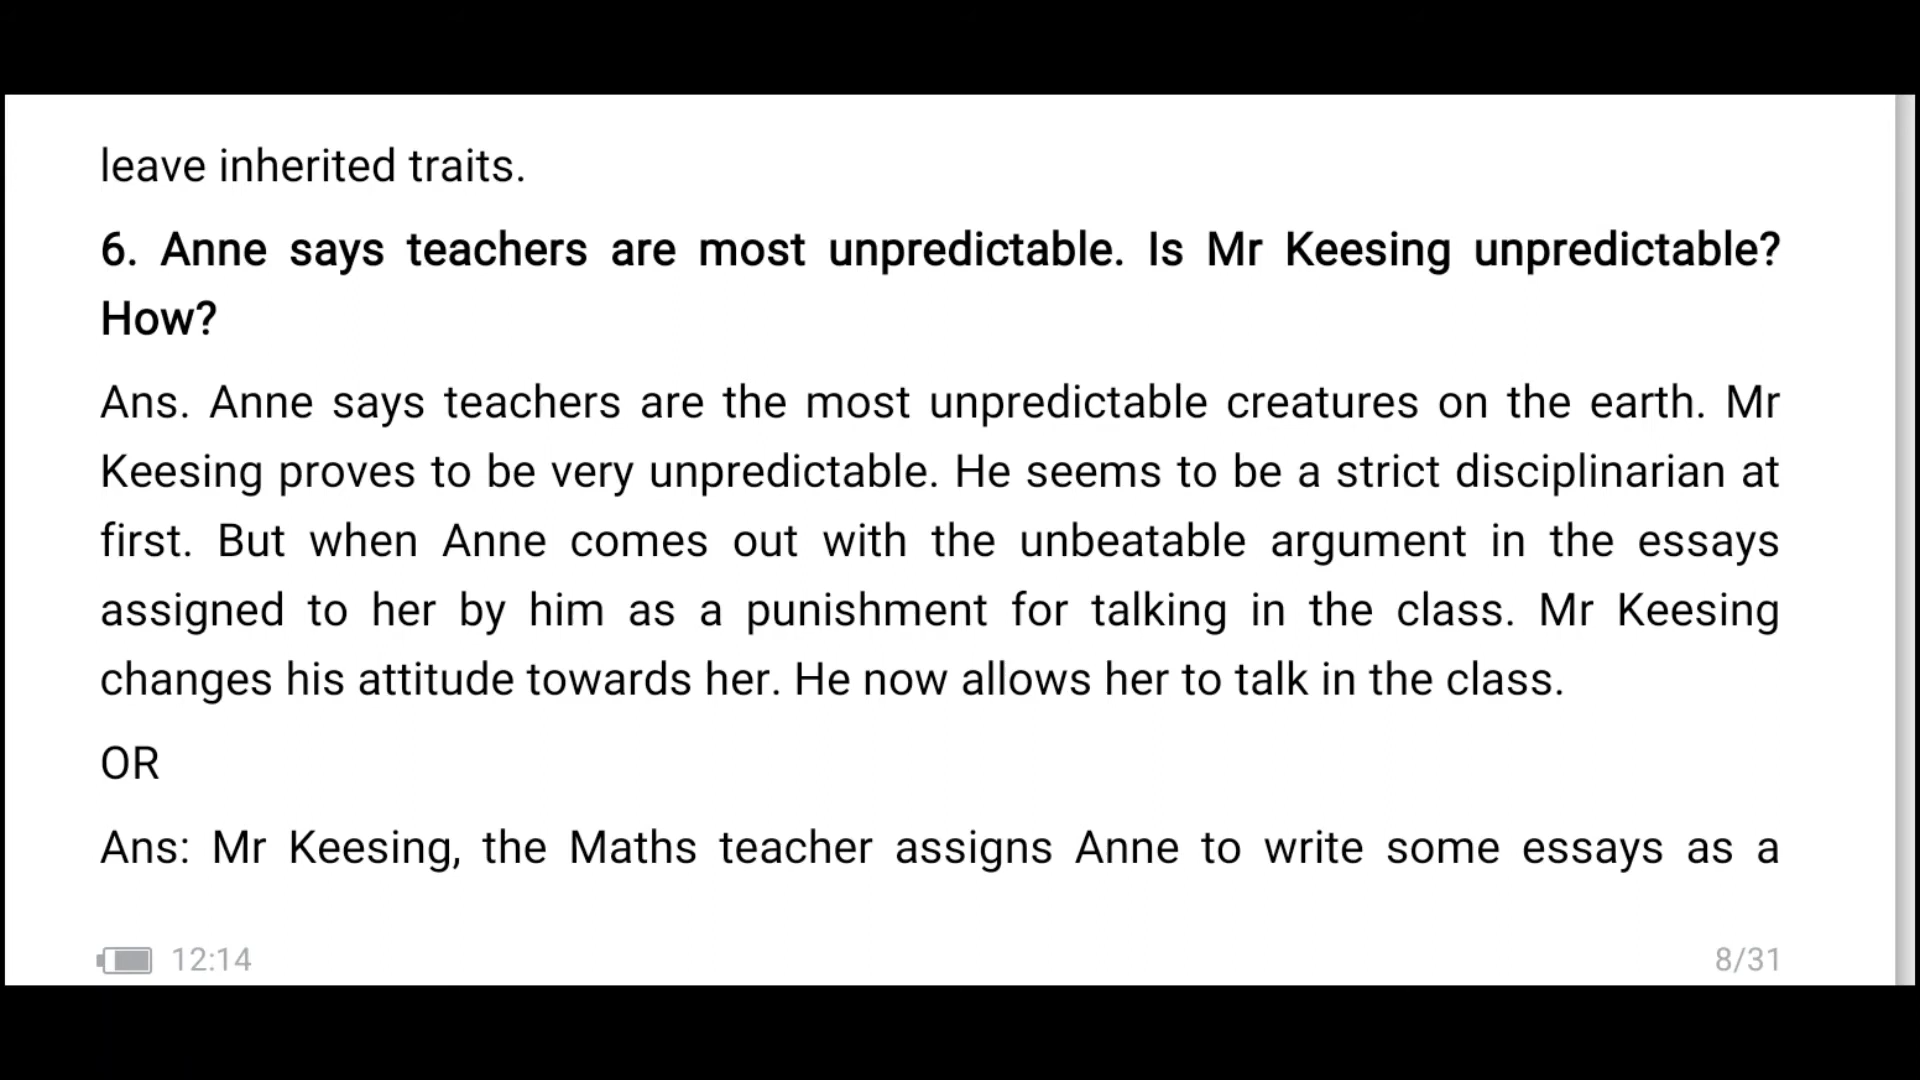 leave inherited traits.
6. Anne says teachers are most unpredictable. Is Mr Keesing unpredictable?
How?
Ans. Anne says teachers are the most unpredictable creatures on the earth. Mr
Keesing proves to be very unpredictable. He seems to be a strict disciplinarian at
first. But when Anne comes out with the unbeatable argument in the essays
assigned to her by him as a punishment for talking in the class. Mr Keesing
changes his attitude towards her. He now allows her to talk in the class.
OR
Ans: Mr Keesing, the Maths teacher assigns Anne to write some essays as a
12:14 8/31